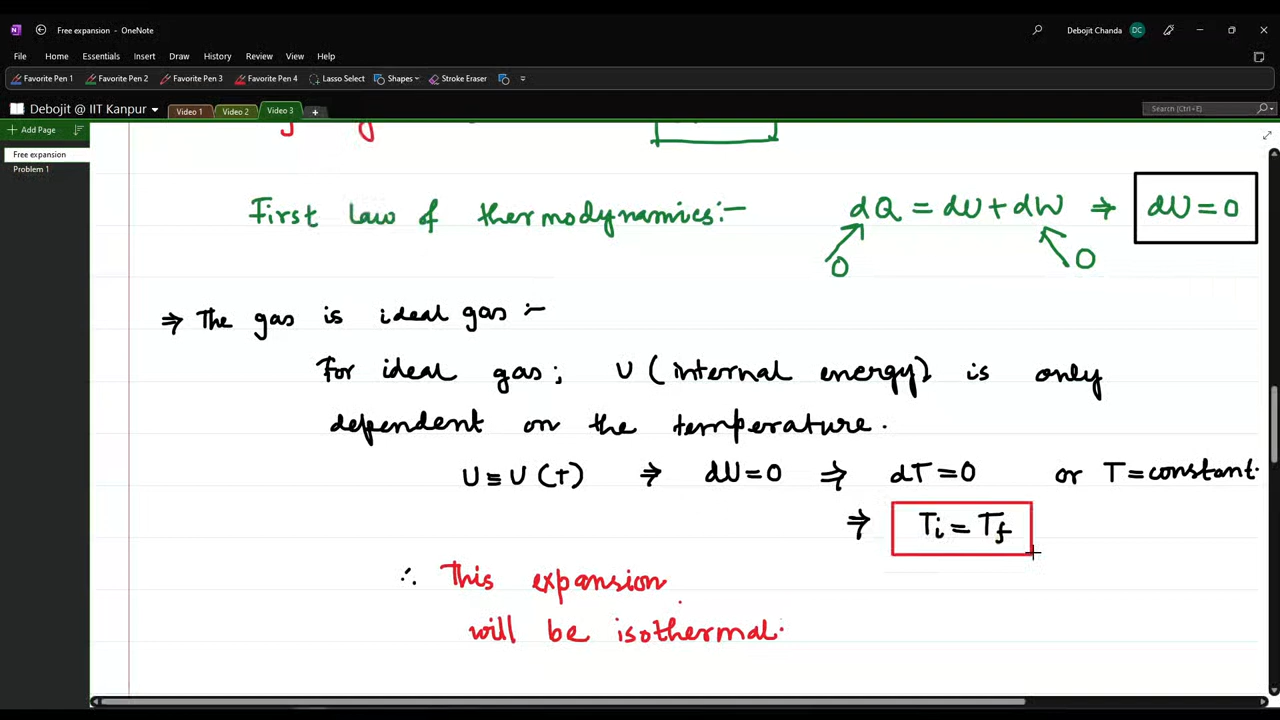 Free expansion - OneNote
Debojit Chanda DC
File Home Essentials Insert Draw History Review View Help
Favorite Pen 1 Favorite Pen 2 Favorite Pen 3 Favorite Pen 4 Lasso Select Shapes Stroke Eraser
Debojit @ IIT Kanpur Video 1 Video 2 Video 3 + Search (Ctrl+E)
+ Add Page
Free expansion
Problem 1
First law of thermodynamics:- dQ = dU + dW ⇒ dU = 0
0 0
⇒ The gas is ideal gas :-
For ideal gas; U (internal energy) is only
dependent on the temperature.
U ≡ U(T) ⇒ dU=0 ⇒ dT=0 or T=constant.
⇒ Ti = Tf
∴ This expansion
will be isothermal.